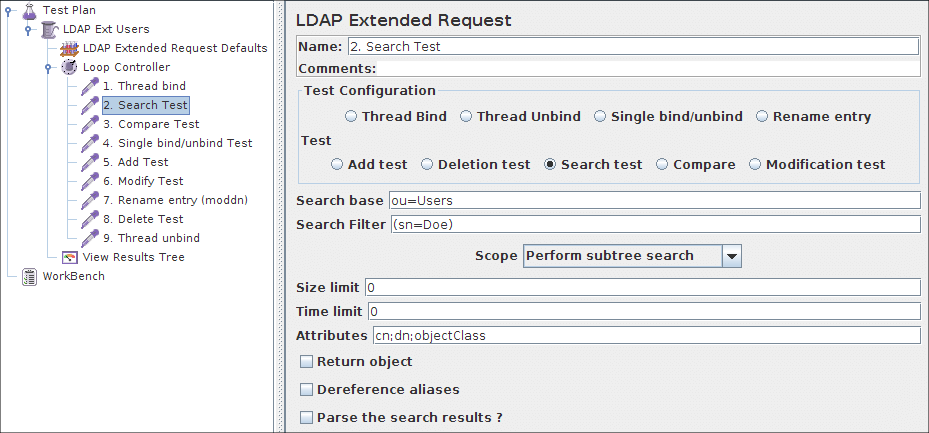 Test Plan
LDAP Ext Users
LDAP Extended Request Defaults
Loop Controller
1. Thread bind
2. Search Test
3. Compare Test
4. Single bind/unbind Test
5. Add Test
6. Modify Test
7. Rename entry (moddn)
8. Delete Test
9. Thread unbind
View Results Tree
WorkBench
LDAP Extended Request
Name: 2. Search Test
Comments:
Test Configuration
Thread Bind Thread Unbind Single bind/unbind Rename entry
Test
Add test Deletion test Search test Compare Modification test
Search base ou=Users
Search Filter (sn=Doe)
Scope Perform subtree search
Size limit 0
Time limit 0
Attributes cn;dn;objectClass
Return object
Dereference aliases
Parse the search results ?